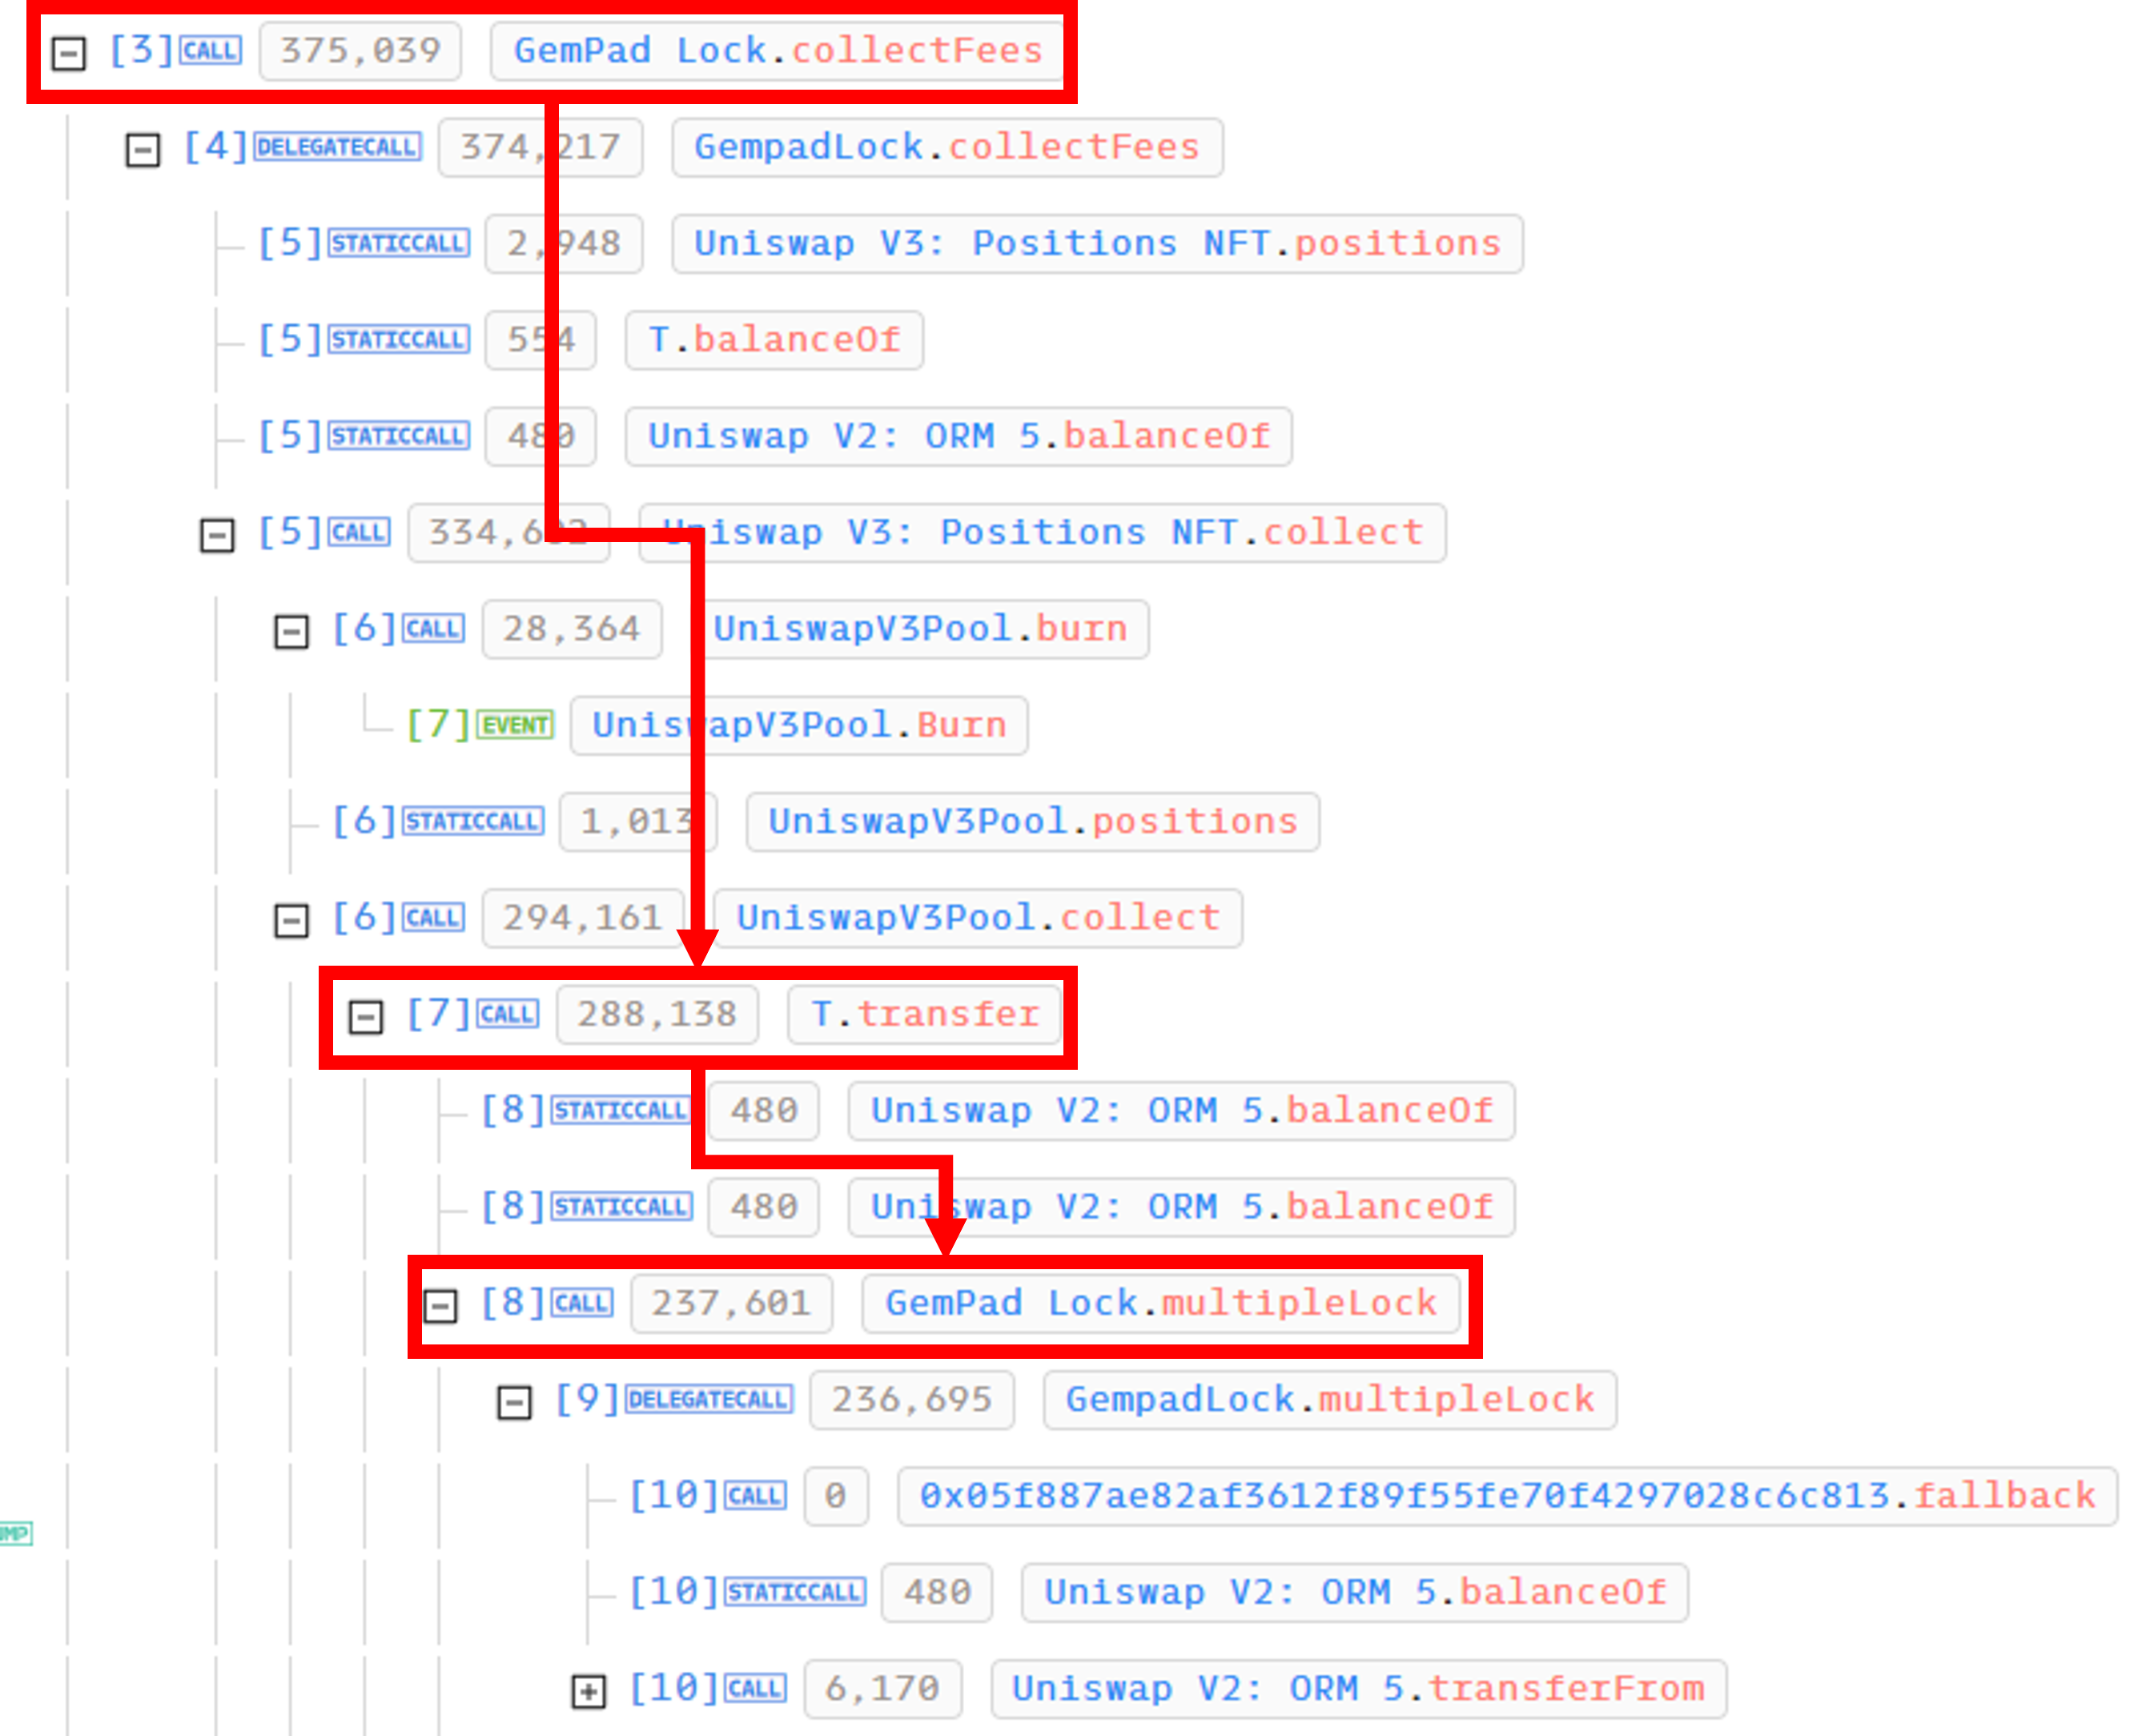 [3] CALL 375,039 GemPad Lock.collectFees
[4] DELEGATECALL 374,217 GempadLock.collectFees
[5] STATICCALL 2,948 Uniswap V3: Positions NFT.positions
[5] STATICCALL 554 T.balanceOf
[5] STATICCALL 480 Uniswap V2: ORM 5.balanceOf
[5] CALL Uniswap V3: Positions NFT.collect
[6] CALL 28,364 UniswapV3Pool.burn
[7] EVENT UniswapV3Pool.Burn
[6] STATICCALL 1,013 UniswapV3Pool.positions
[6] CALL 294,161 UniswapV3Pool.collect
[7] CALL 288,138 T.transfer
[8] STATICCALL 480 Uniswap V2: ORM 5.balanceOf
[8] STATICCALL 480 Uniswap V2: ORM 5.balanceOf
[8] CALL 237,601 GemPad Lock.multipleLock
[9] DELEGATECALL 236,695 GempadLock.multipleLock
[10] CALL 0 0x05f887ae82af3612f89f55fe70f4297028c6c813.fallback
[10] STATICCALL 480 Uniswap V2: ORM 5.balanceOf
[10] CALL 6,170 Uniswap V2: ORM 5.transferFrom